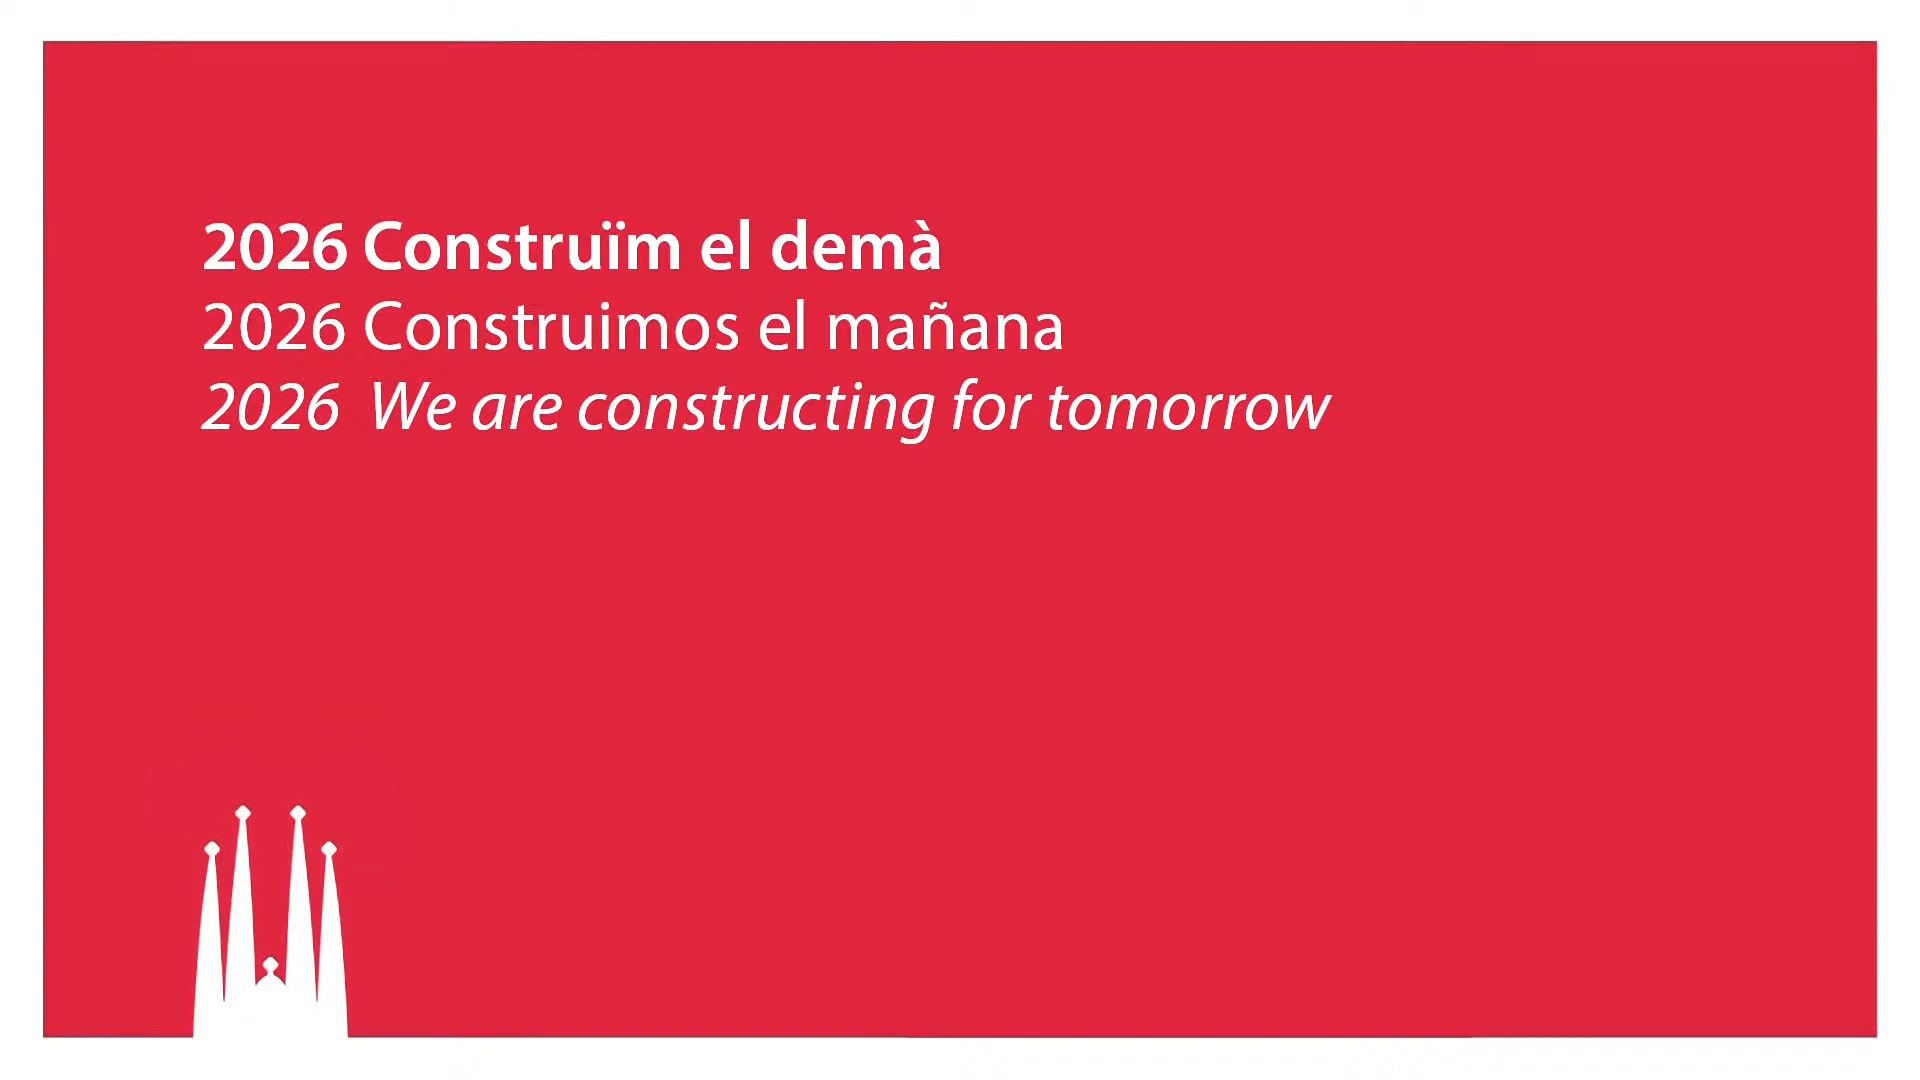 2026 Construïm el demà
2026 Construimos el mañana
2026 We are constructing for tomorrow